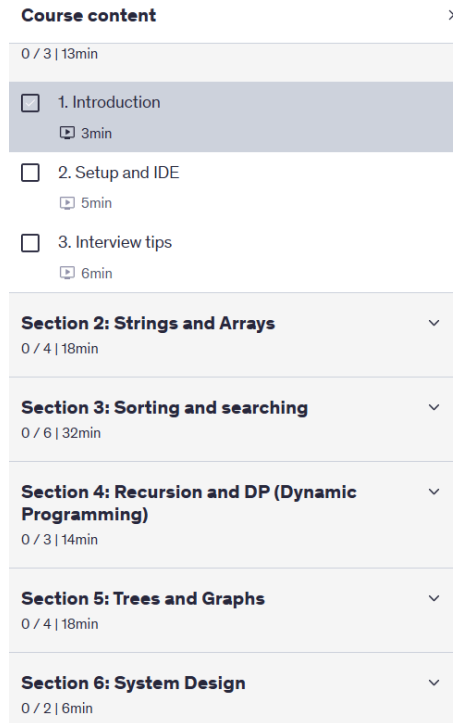 Course content
0 / 3 | 13min
1. Introduction
3min
2. Setup and IDE
5min
3. Interview tips
6min
Section 2: Strings and Arrays
0 / 4 | 18min
Section 3: Sorting and searching
0 / 6 | 32min
Section 4: Recursion and DP (Dynamic
Programming)
0 / 3 | 14min
Section 5: Trees and Graphs
0 / 4 | 18min
Section 6: System Design
0 / 2 | 6min